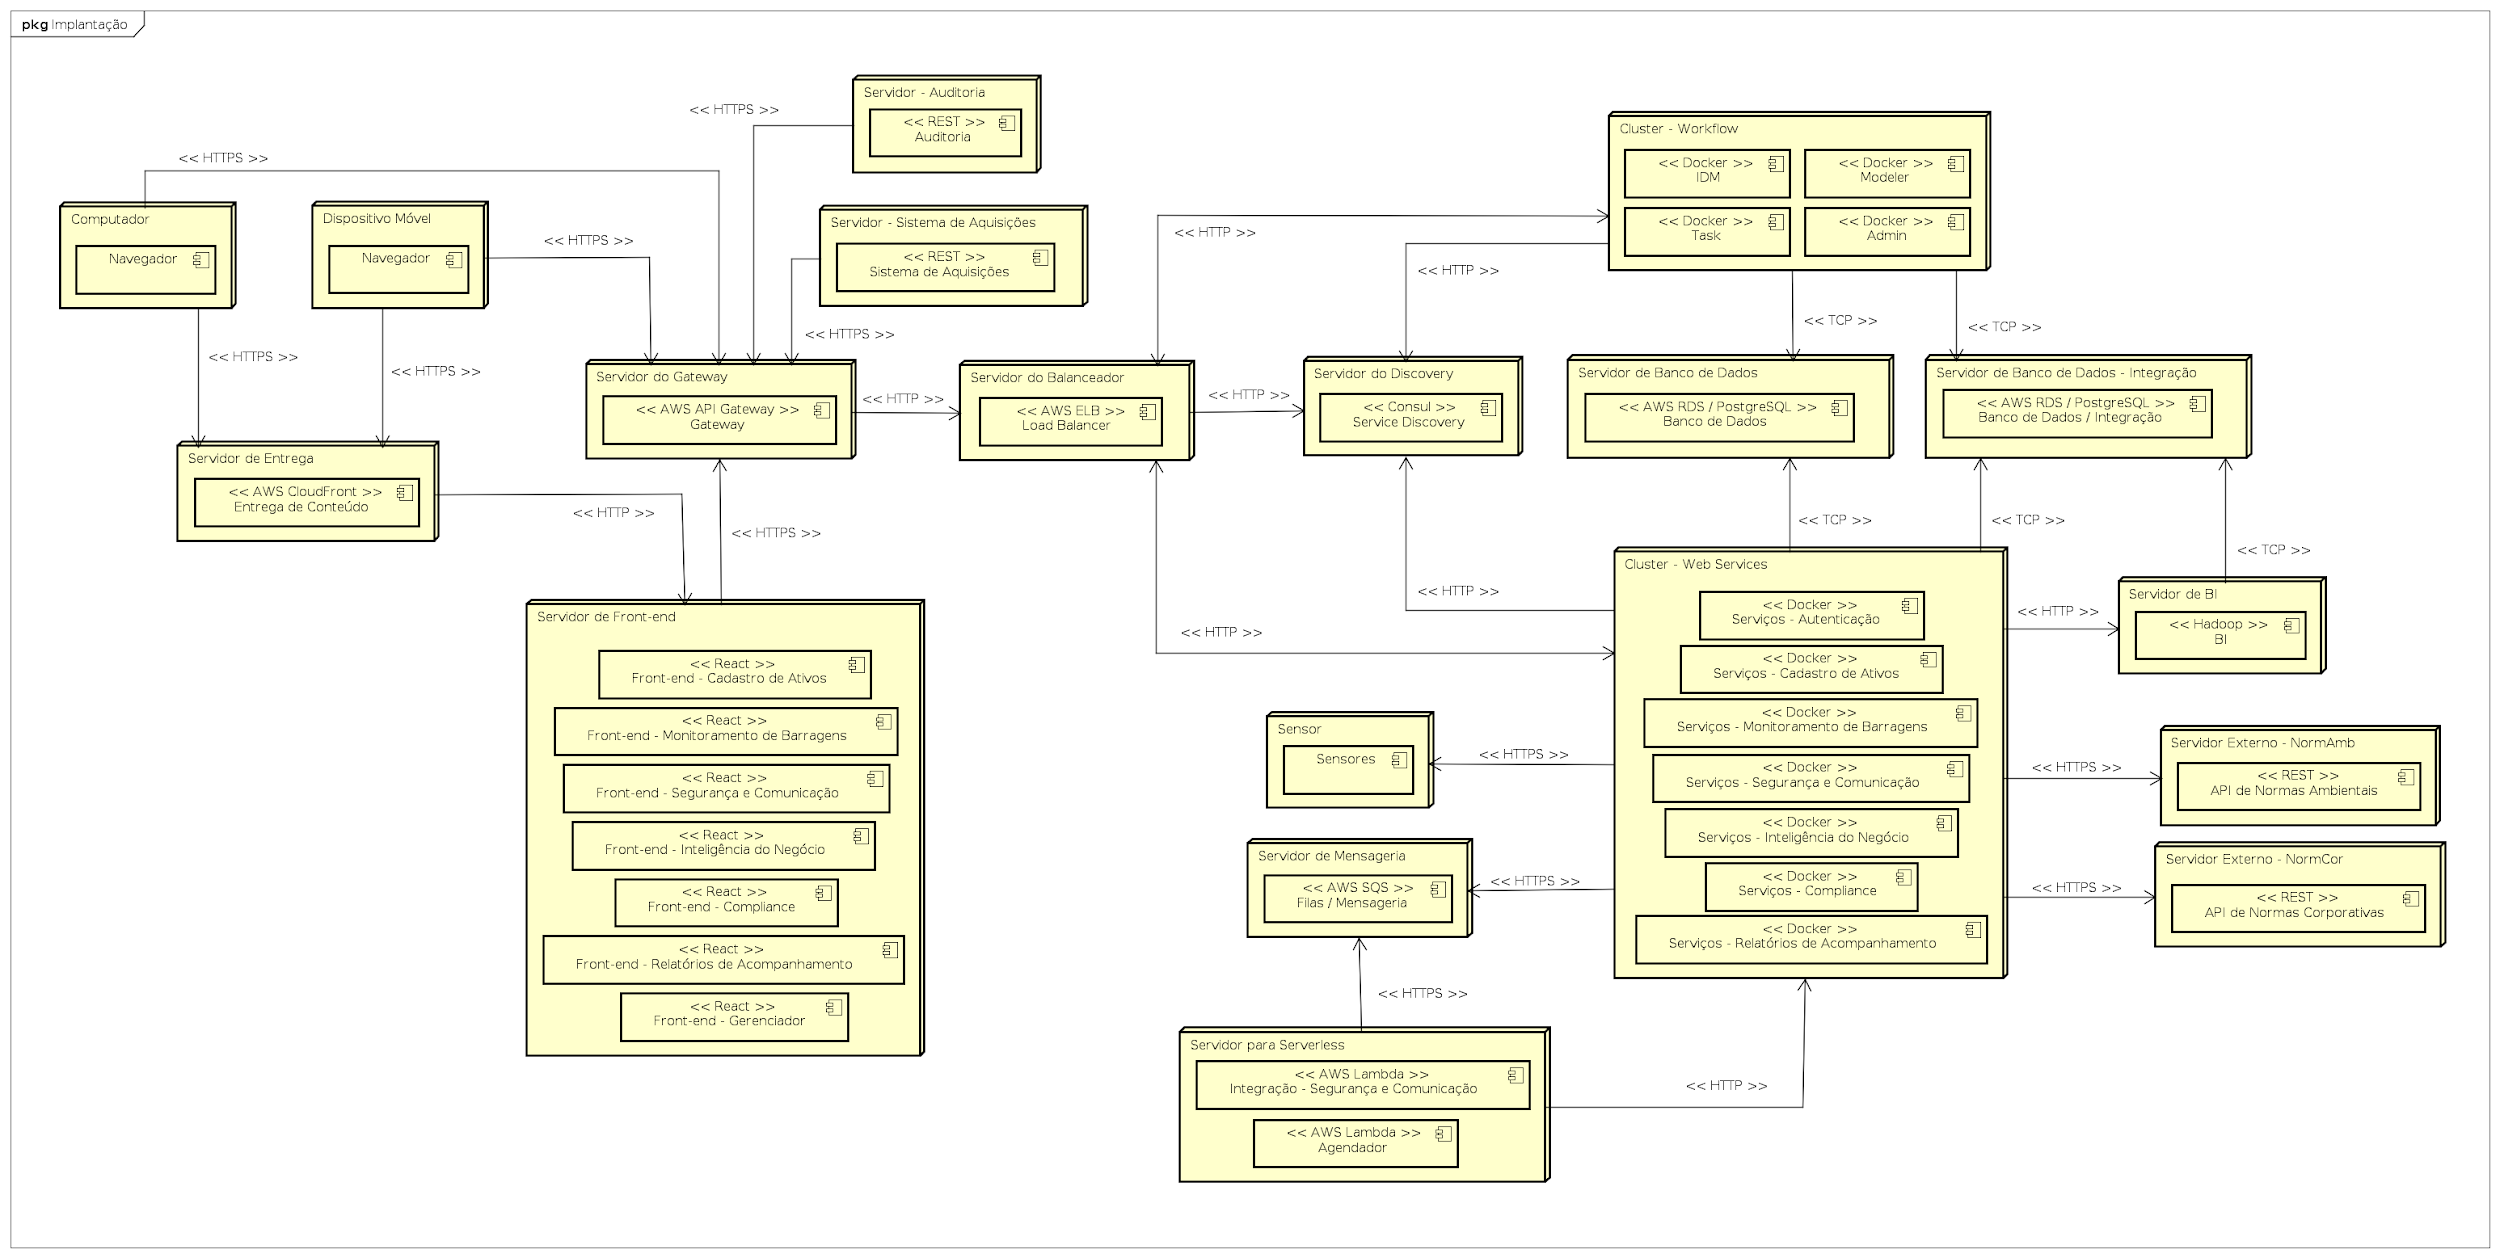 pkg Implantação
Servidor - Auditoria
<< REST >>
Auditoria
<< HTTPS >>
<< HTTPS >>
Computador
Navegador
Dispositivo Móvel
Navegador
<< HTTPS >>
Servidor - Sistema de Aquisições
<< REST >>
Sistema de Aquisições
<< HTTPS >>
<< HTTPS >>
<< HTTPS >>
Cluster - Workflow
<< Docker >>
IDM
<< Docker >>
Modeler
<< Docker >>
Task
<< Docker >>
Admin
<< HTTP >>
<< HTTP >>
<< TCP >>
<< TCP >>
Servidor do Gateway
<< AWS API Gateway >>
Gateway
<< HTTP >>
Servidor do Balanceador
<< AWS ELB >>
Load Balancer
<< HTTP >>
Servidor do Discovery
<< Consul >>
Service Discovery
Servidor de Banco de Dados
<< AWS RDS / PostgreSQL >>
Banco de Dados
Servidor de Banco de Dados - Integração
<< AWS RDS / PostgreSQL >>
Banco de Dados / Integração
Servidor de Entrega
<< AWS CloudFront >>
Entrega de Conteúdo
<< HTTP >>
<< HTTPS >>
<< TCP >>
<< TCP >>
<< TCP >>
Servidor de Front-end
<< React >>
Front-end - Cadastro de Ativos
<< React >>
Front-end - Monitoramento de Barragens
<< React >>
Front-end - Segurança e Comunicação
<< React >>
Front-end - Inteligência do Negócio
<< React >>
Front-end - Compliance
<< React >>
Front-end - Relatórios de Acompanhamento
<< React >>
Front-end - Gerenciador
<< HTTP >>
<< HTTP >>
Cluster - Web Services
<< Docker >>
Serviços - Autenticação
<< Docker >>
Serviços - Cadastro de Ativos
<< Docker >>
Serviços - Monitoramento de Barragens
<< Docker >>
Serviços - Segurança e Comunicação
<< Docker >>
Serviços - Inteligência do Negócio
<< Docker >>
Serviços - Compliance
<< Docker >>
Serviços - Relatórios de Acompanhamento
<< HTTP >>
Servidor de BI
<< Hadoop >>
BI
Sensor
Sensores
<< HTTPS >>
<< HTTPS >>
Servidor Externo - NormAmb
<< REST >>
API de Normas Ambientais
Servidor de Mensageria
<< AWS SQS >>
Filas / Mensageria
<< HTTPS >>
<< HTTPS >>
Servidor Externo - NormCor
<< REST >>
API de Normas Corporativas
<< HTTPS >>
Servidor para Serverless
<< AWS Lambda >>
Integração - Segurança e Comunicação
<< AWS Lambda >>
Agendador
<< HTTP >>